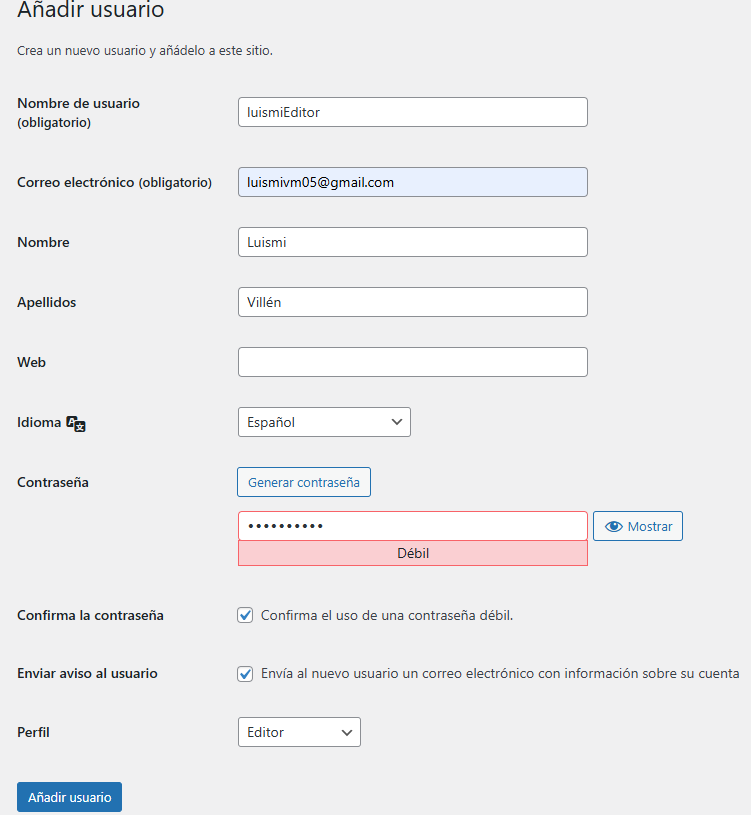 Añadir usuario
Crea un nuevo usuario y añádelo a este sitio.
Nombre de usuario
(obligatorio)
luismiEditor
Correo electrónico (obligatorio)
luismivm05@gmail.com
Nombre
Luismi
Apellidos
Villén
Web
Idioma
Español
Contraseña
Generar contraseña
••••••••••
Mostrar
Débil
Confirma la contraseña
Confirma el uso de una contraseña débil.
Enviar aviso al usuario
Envía al nuevo usuario un correo electrónico con información sobre su cuenta
Perfil
Editor
Añadir usuario